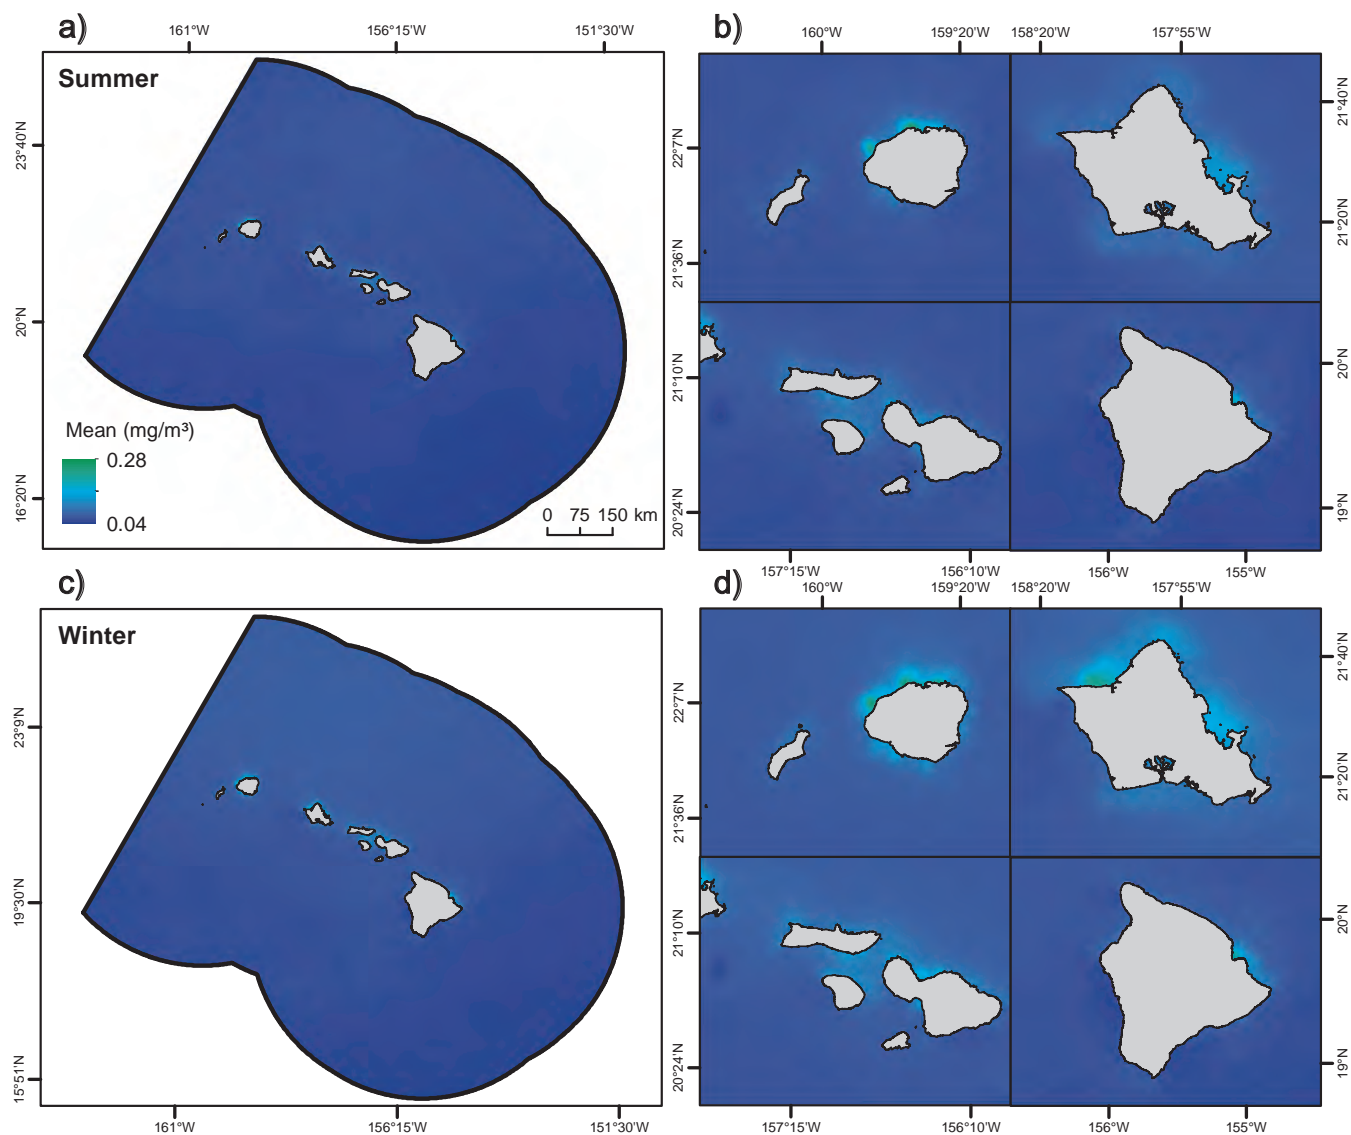 a)
161°W
156°15'W
151°30'W
Summer
23°40'N
20°N
16°20'N
Mean (mg/m³)
0.28
0.04
0 75 150 km
b)
160°W
159°20'W
158°20'W
157°55'W
22°7'N
21°36'N
21°40'N
21°20'N
21°10'N
20°24'N
20°N
19°N
157°15'W
156°10'W
156°W
155°W
c)
Winter
23°9'N
19°30'N
15°51'N
161°W
156°15'W
151°30'W
d)
160°W
159°20'W
158°20'W
157°55'W
22°7'N
21°36'N
21°40'N
21°20'N
21°10'N
20°24'N
20°N
19°N
157°15'W
156°10'W
156°W
155°W